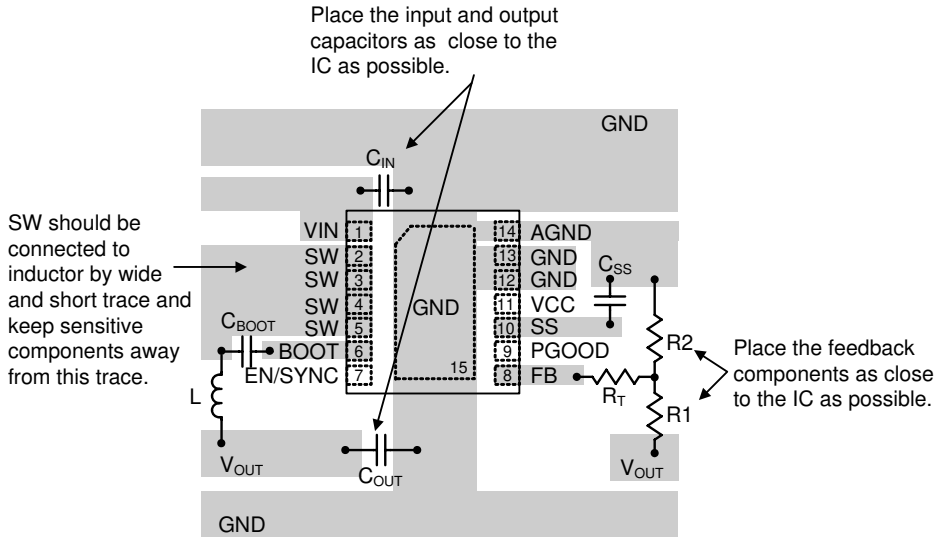 Place the input and output
capacitors as close to the
IC as possible.
GND
CIN
SW should be
connected to
inductor by wide
and short trace and
keep sensitive
components away
from this trace.
VIN 1
SW 2
SW 3
SW 4
SW 5
BOOT 6
EN/SYNC 7
GND
15
14 AGND
13 GND
12 GND
11 VCC
10 SS
9 PGOOD
8 FB
CBOOT
L
VOUT
COUT
GND
CSS
R2
RT
R1
VOUT
Place the feedback
components as close
to the IC as possible.